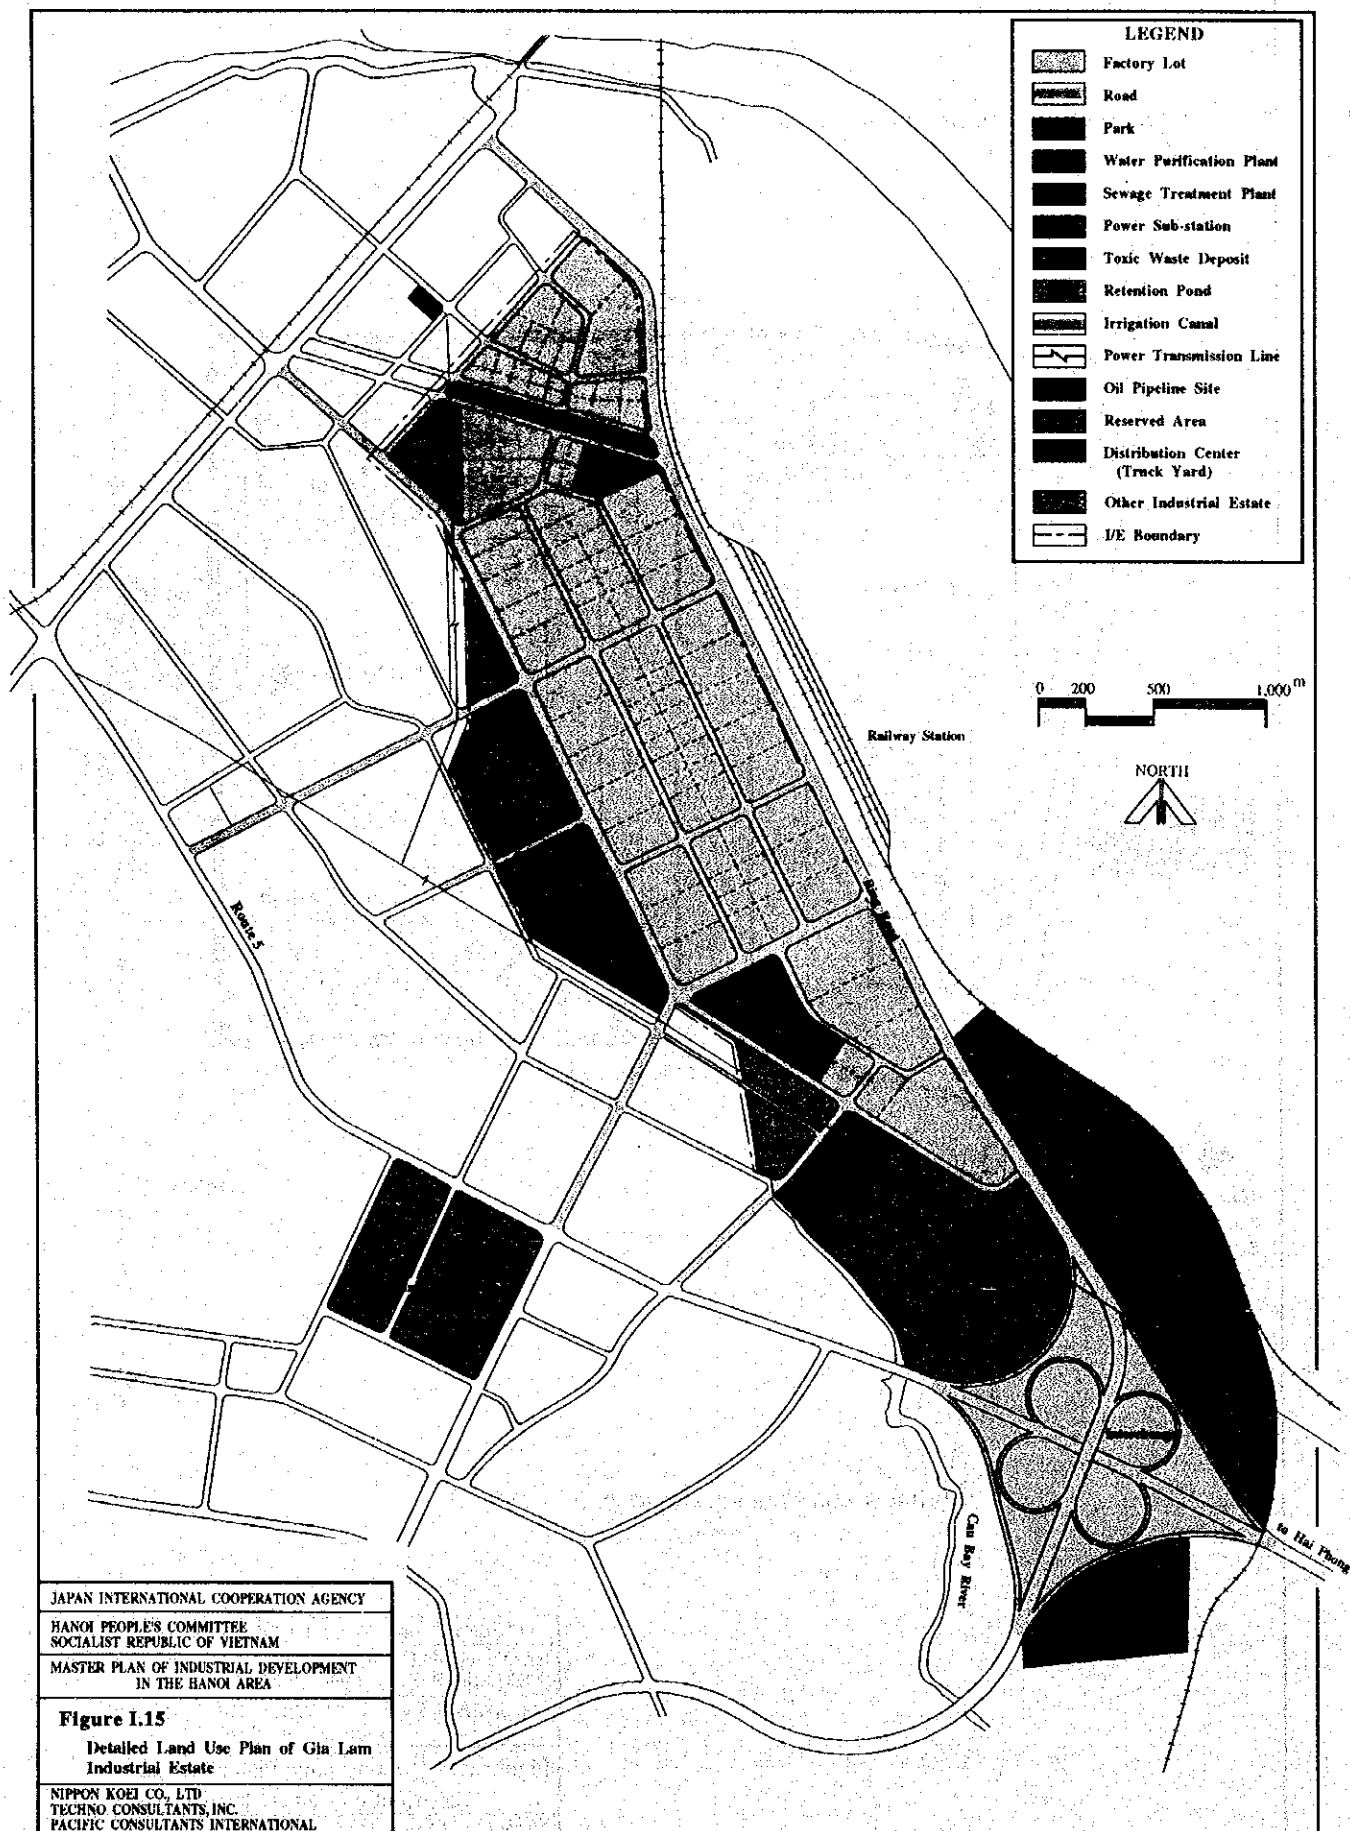 LEGEND
Factory Lot
Road
Park
Water Purification Plant
Sewage Treatment Plant
Power Sub-station
Toxic Waste Deposit
Retention Pond
Irrigation Canal
Power Transmission Line
Oil Pipeline Site
Reserved Area
Distribution Center
(Truck Yard)
Other Industrial Estate
I/E Boundary
0 200 500 1,000 m
Railway Station
NORTH
Ring Road
Route 5
Cau Bay River
to Hai Phong
JAPAN INTERNATIONAL COOPERATION AGENCY
HANOI PEOPLE'S COMMITTEE
SOCIALIST REPUBLIC OF VIETNAM
MASTER PLAN OF INDUSTRIAL DEVELOPMENT
IN THE HANOI AREA
Figure I.15
Detailed Land Use Plan of Gia Lam
Industrial Estate
NIPPON KOEI CO., LTD
TECHNO CONSULTANTS, INC.
PACIFIC CONSULTANTS INTERNATIONAL